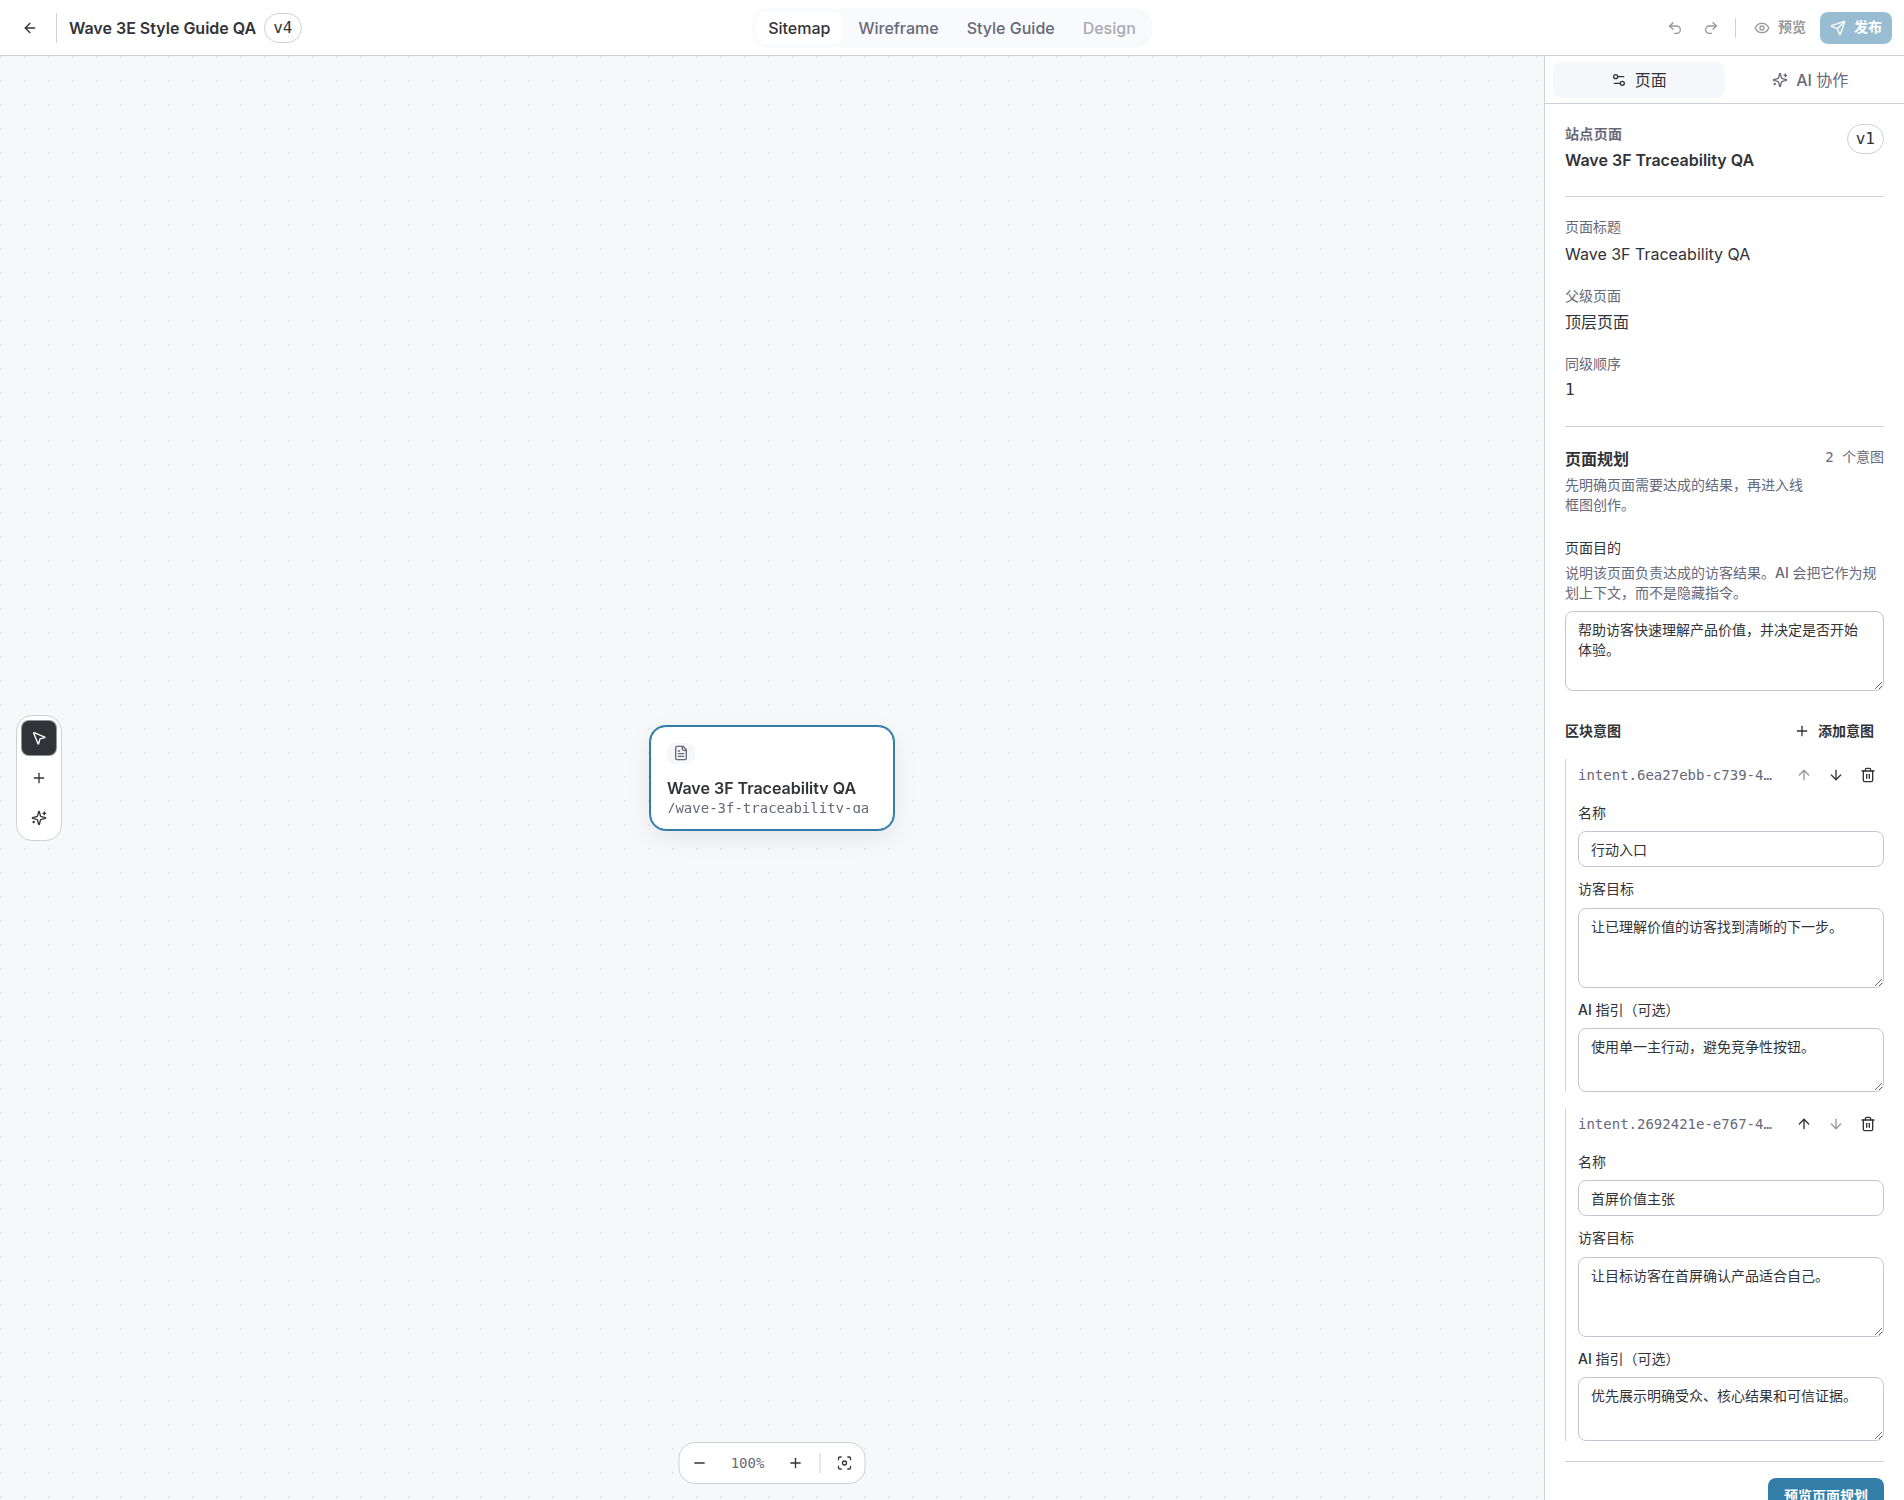 Wave 3E Style Guide QA v4
Sitemap Wireframe Style Guide Design
预览 发布
页面 AI 协作
站点页面
v1
Wave 3F Traceability QA
页面标题
Wave 3F Traceability QA
父级页面
顶层页面
同级顺序
1
页面规划 2 个意图
先明确页面需要达成的结果，再进入线
框图创作。
页面目的
说明该页面负责达成的访客结果。AI 会把它作为规
划上下文，而不是隐藏指令。
帮助访客快速理解产品价值，并决定是否开始
体验。
区块意图 添加意图
intent.6ea27ebb-c739-4…
名称
行动入口
访客目标
让已理解价值的访客找到清晰的下一步。
AI 指引（可选）
使用单一主行动，避免竞争性按钮。
intent.2692421e-e767-4…
名称
首屏价值主张
访客目标
让目标访客在首屏确认产品适合自己。
AI 指引（可选）
优先展示明确受众、核心结果和可信证据。
预览页面规划
Wave 3F Traceability QA
/wave-3f-traceability-qa
100%